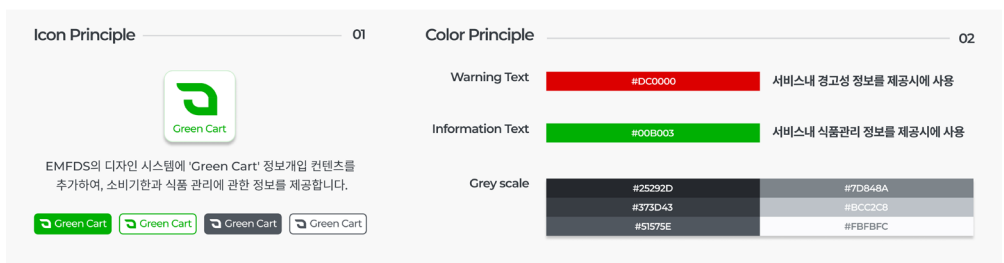 Icon Principle 01
Green Cart
EMFDS의 디자인 시스템에 'Green Cart' 정보개입 컨텐츠를
추가하여, 소비기한과 식품 관리에 관한 정보를 제공합니다.
Green Cart Green Cart Green Cart Green Cart
Color Principle 02
Warning Text #DC0000 서비스내 경고성 정보를 제공시에 사용
Information Text #00B003 서비스내 식품관리 정보를 제공시에 사용
Grey scale
#25292D #7D848A
#373D43 #BCC2C8
#51575E #FBFBFC